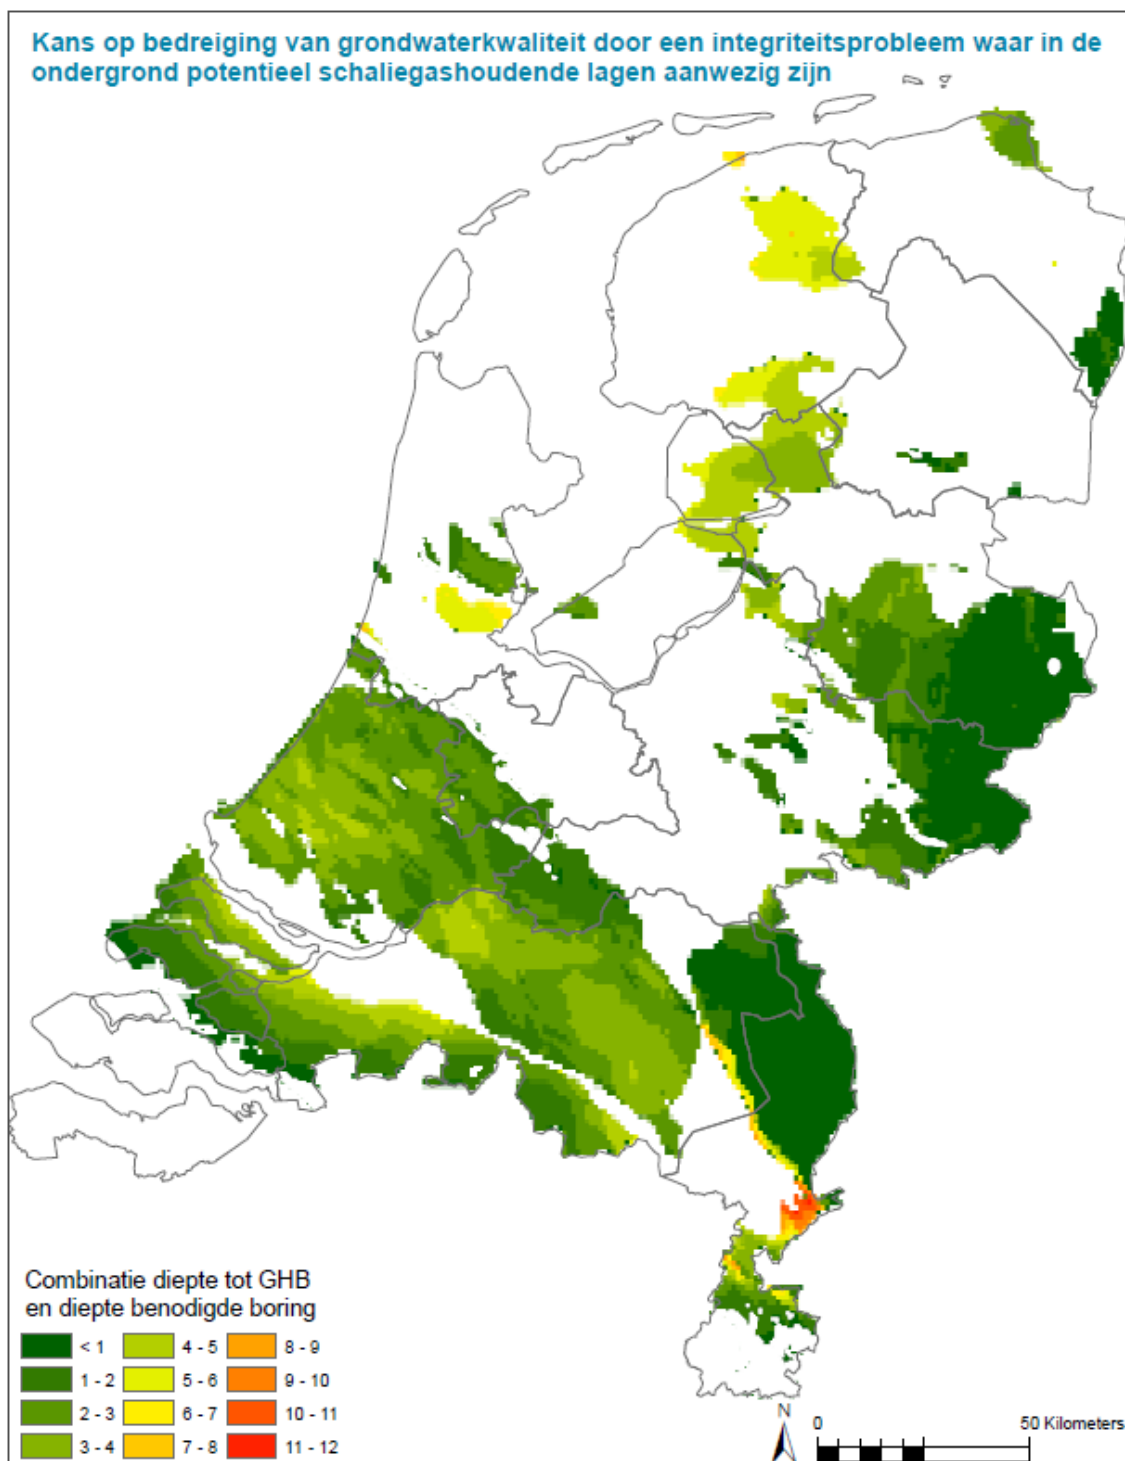 Kans op bedreiging van grondwaterkwaliteit door een integriteitsprobleem waar in de
ondergrond potentieel schaliegashoudende lagen aanwezig zijn
Combinatie diepte tot GHB
en diepte benodigde boring
< 1
1 - 2
2 - 3
3 - 4
4 - 5
5 - 6
6 - 7
7 - 8
8 - 9
9 - 10
10 - 11
11 - 12
N
0 50 Kilometers